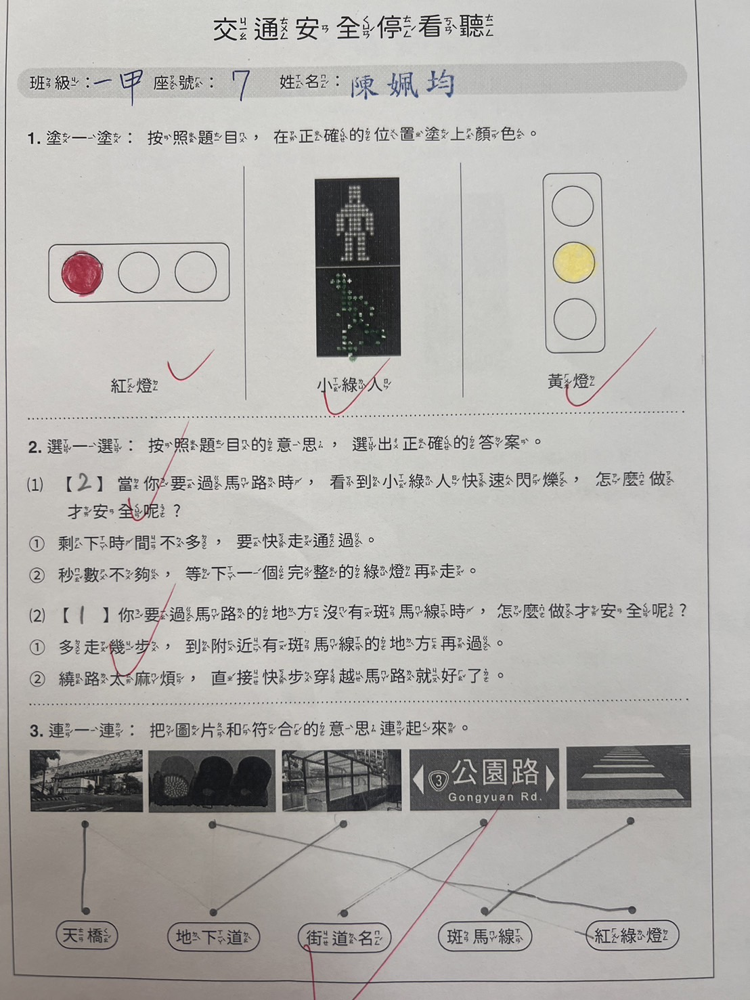 交通安全停看聽
班級：一甲 座號：7 姓名：陳姵均
1. 塗一塗： 按照題目，在正確的位置塗上顏色。
紅燈
小綠人
黃燈
2. 選一選： 按照題目的意思，選出正確的答案。
⑴ 【2】當你要過馬路時，看到小綠人快速閃爍，怎麼做
才安全呢？
① 剩下時間不多，要快走通過。
② 秒數不夠，等下一個完整的綠燈再走。
⑵ 【1】你要過馬路的地方沒有斑馬線時，怎麼做才安全呢？
① 多走幾步，到附近有斑馬線的地方再過。
② 繞路太麻煩，直接快步穿越馬路就好了。
3. 連一連： 把圖片和符合的意思連起來。
3 公園路
Gongyuan Rd.
天橋 地下道 街道名 斑馬線 紅綠燈